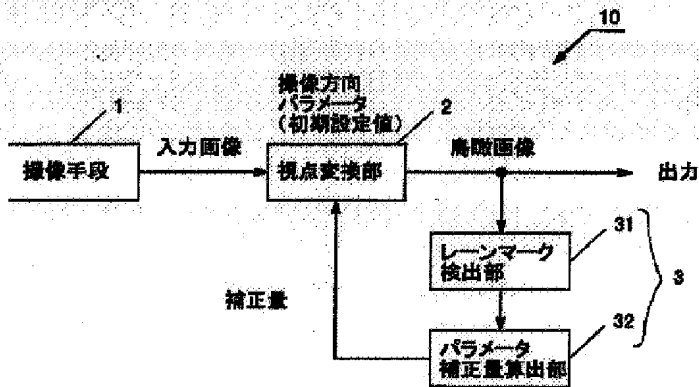 10
撮像方向
パラメータ
(初期設定値)
1
2
入力画像
鳥瞰画像
撮像手段
視点変換部
出力
31
レーンマーク
検出部
3
補正量
32
パラメータ
補正量算出部